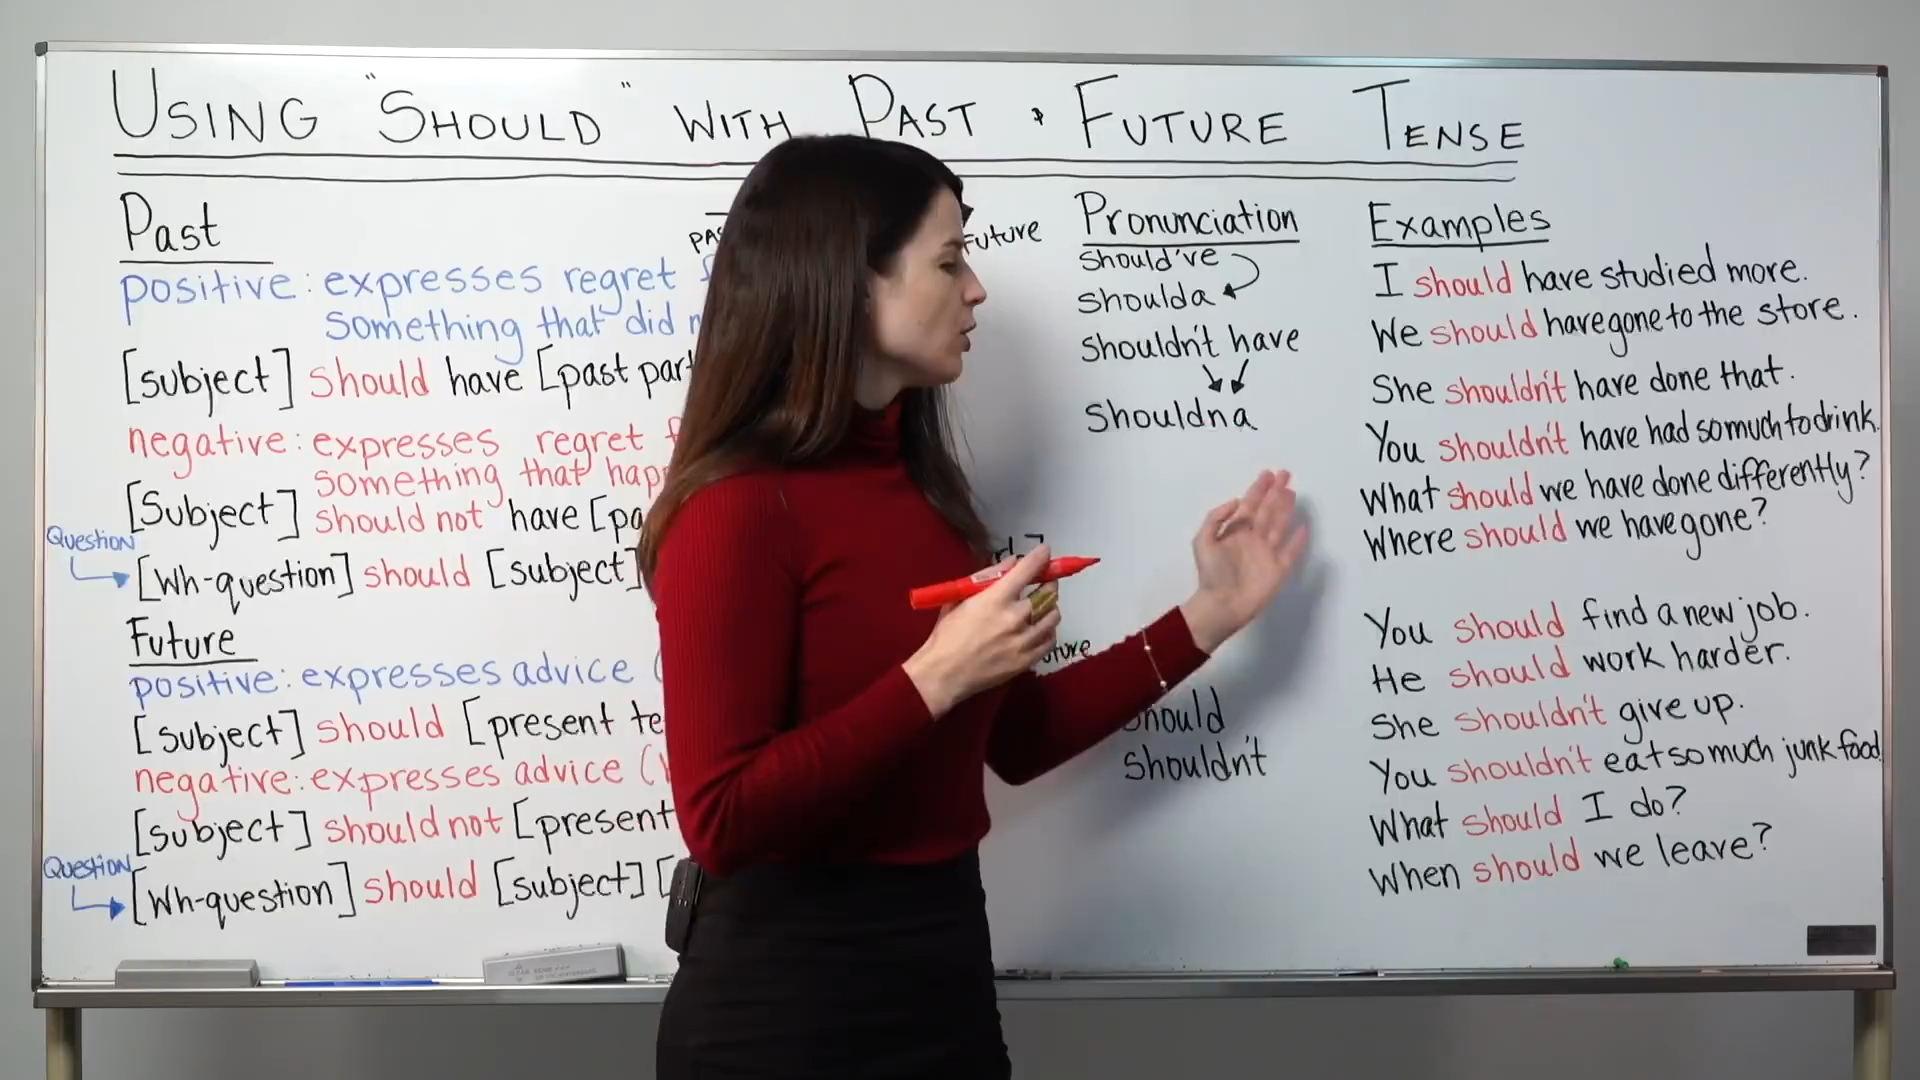 USING "SHOULD" WITH PAST & FUTURE TENSE
Past
positive: expresses regret
something that did
[subject] should have [past
negative: expresses regret
something that
[Subject] should not have
Question
[Wh-question] should [subject]
Future
positive: expresses advice
[subject] should [present
negative: expresses advice
[subject] should not [present
Question
[Wh-question] should [subject] [
Future
Pronunciation
should've
shoulda
shouldn't have
shouldna
should
shouldn't
Examples
I should have studied more.
We should have gone to the store.
She shouldn't have done that.
You shouldn't have had so much to drink.
What should we have done differently?
Where should we have gone?
You should find a new job.
He should work harder.
She shouldn't give up.
You shouldn't eat so much junk food.
What should I do?
When should we leave?